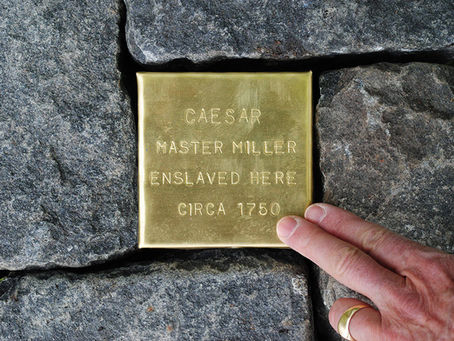 CAESAR
MASTER MILLER
ENSLAVED HERE
CIRCA 1750